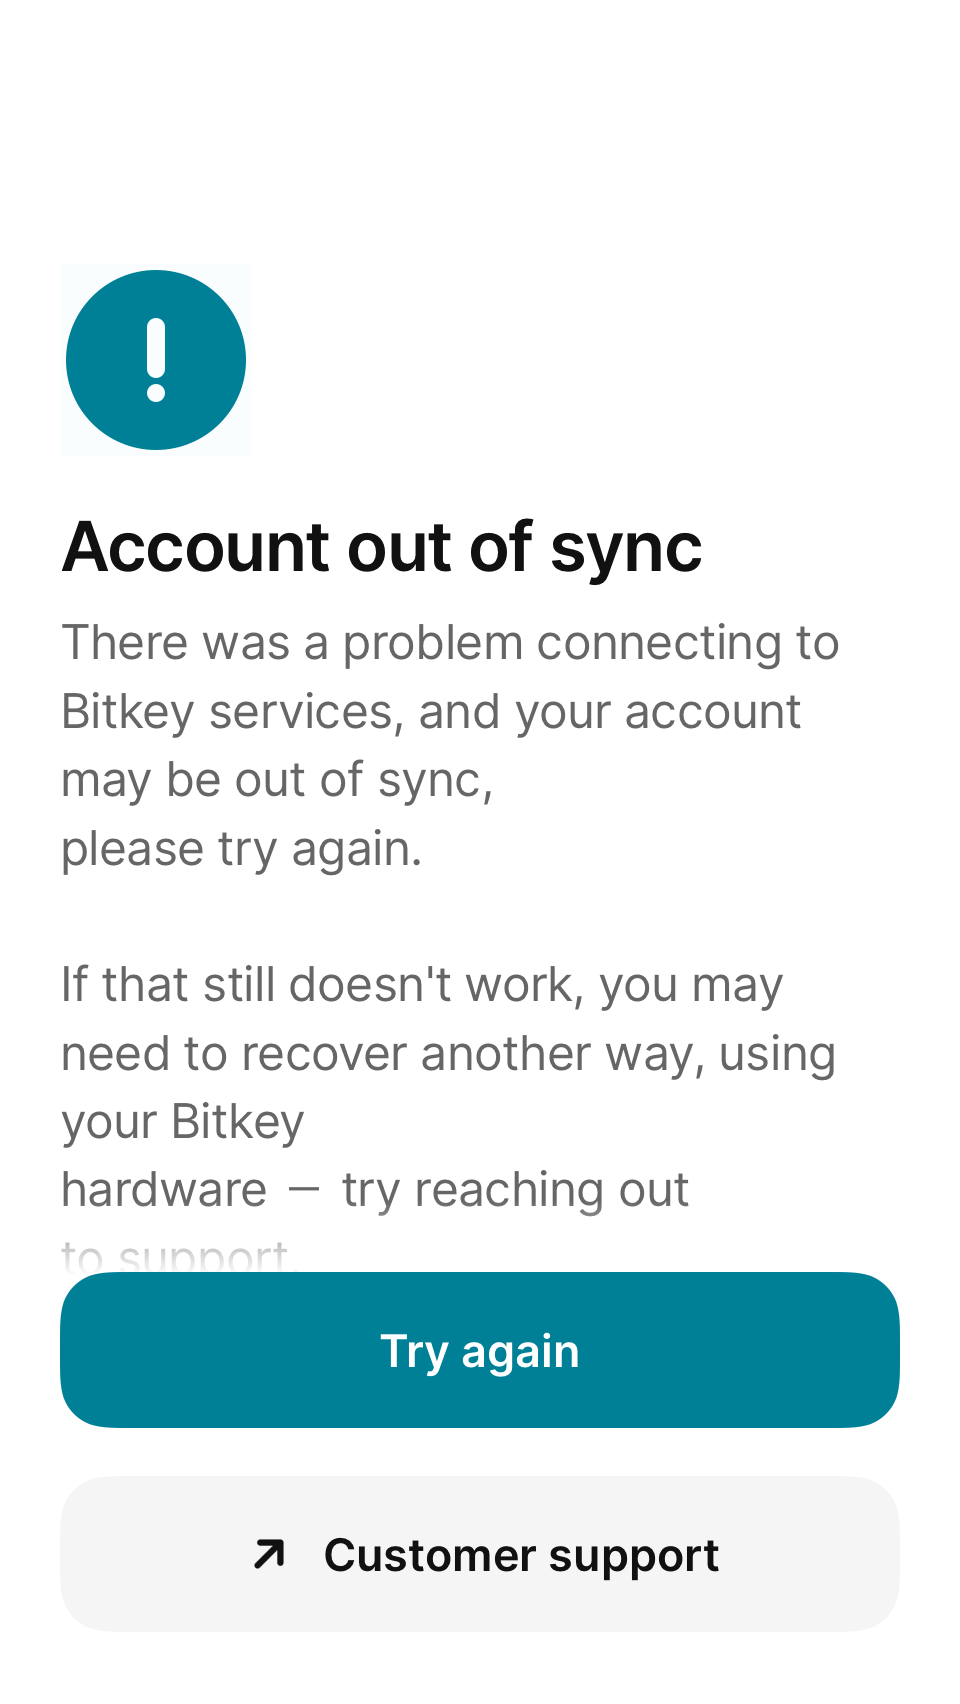 Account out of sync
There was a problem connecting to
Bitkey services, and your account
may be out of sync,
please try again.
If that still doesn't work, you may
need to recover another way, using
your Bitkey
hardware — try reaching out
to support.
Try again
Customer support